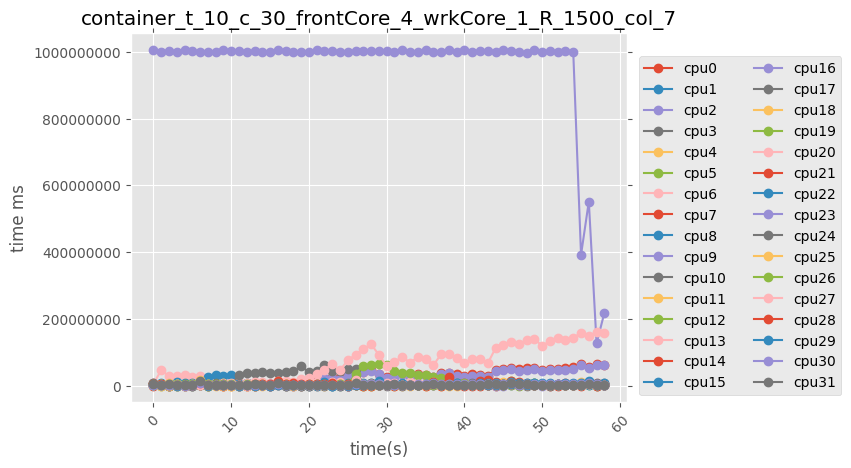 container_t_10_c_30_frontCore_4_wrkCore_1_R_1500_col_7
1000000000
800000000
600000000
400000000
200000000
0
time ms
0
10
20
30
40
50
60
time(s)
cpu0
cpu1
cpu2
cpu3
cpu4
cpu5
cpu6
cpu7
cpu8
cpu9
cpu10
cpu11
cpu12
cpu13
cpu14
cpu15
cpu16
cpu17
cpu18
cpu19
cpu20
cpu21
cpu22
cpu23
cpu24
cpu25
cpu26
cpu27
cpu28
cpu29
cpu30
cpu31